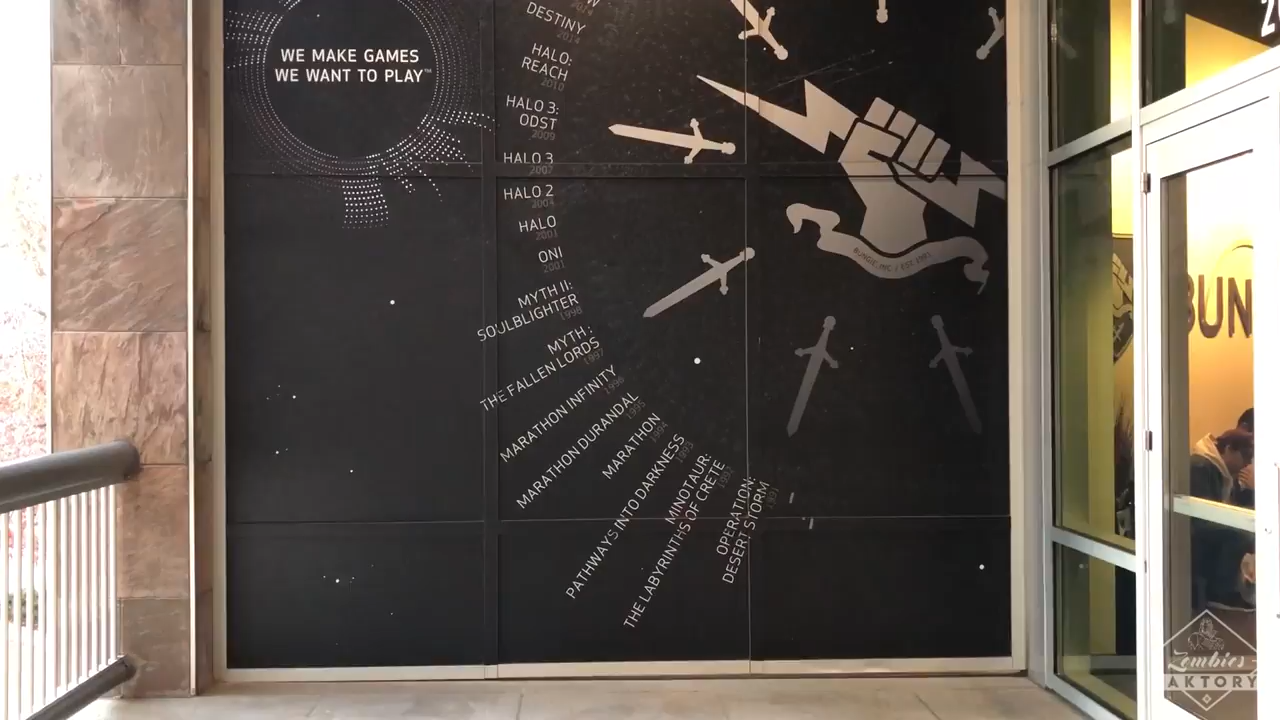 WE MAKE GAMES
WE WANT TO PLAY™
DESTINY
2014
HALO:
REACH
2010
HALO 3:
ODST
2009
HALO 3
2007
HALO 2
2004
HALO
2001
ONI
2001
MYTH II:
SOULBLIGHTER
1998
MYTH:
THE FALLEN LORDS
1997
MARATHON INFINITY
1996
MARATHON DURANDAL
1995
MARATHON
1994
PATHWAYS INTO DARKNESS
1993
MINOTAUR:
THE LABYRINTHS OF CRETE
1992
OPERATION:
DESERT STORM
1991
BUNGIE, INC / EST 1991
BUN
Zombies
AKTORY